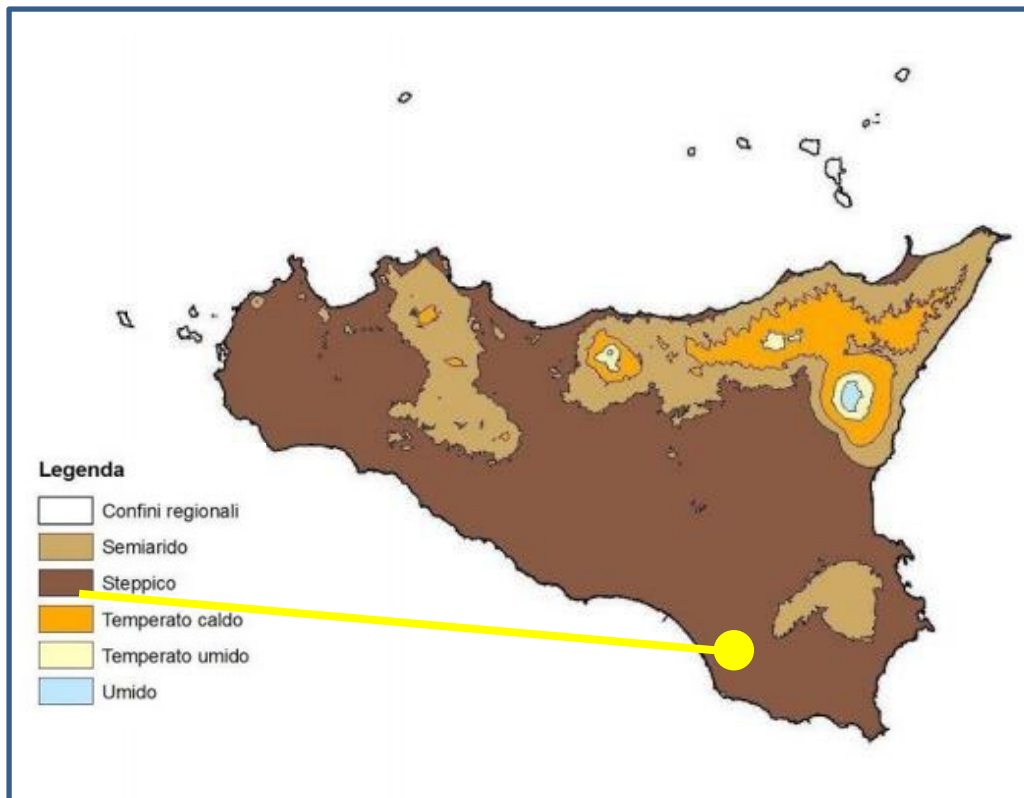 Legenda
Confini regionali
Semiarido
Steppico
Temperato caldo
Temperato umido
Umido